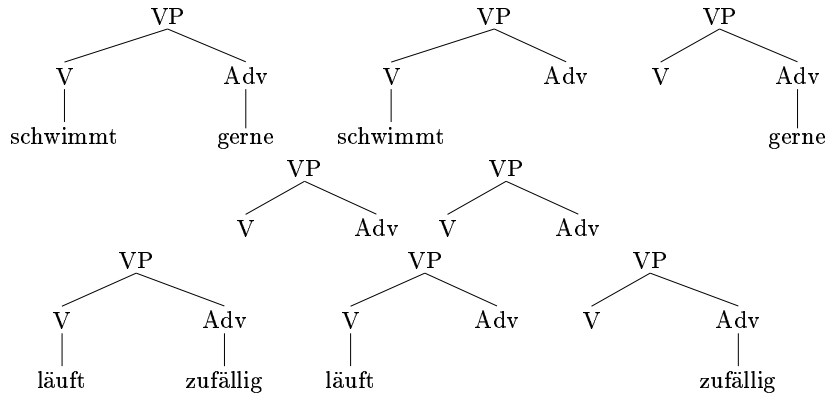 VP VP VP
V Adv V Adv V Adv
schwimmt gerne schwimmt gerne
VP VP
V Adv V Adv
VP VP VP
V Adv V Adv V Adv
läuft zufällig läuft zufällig